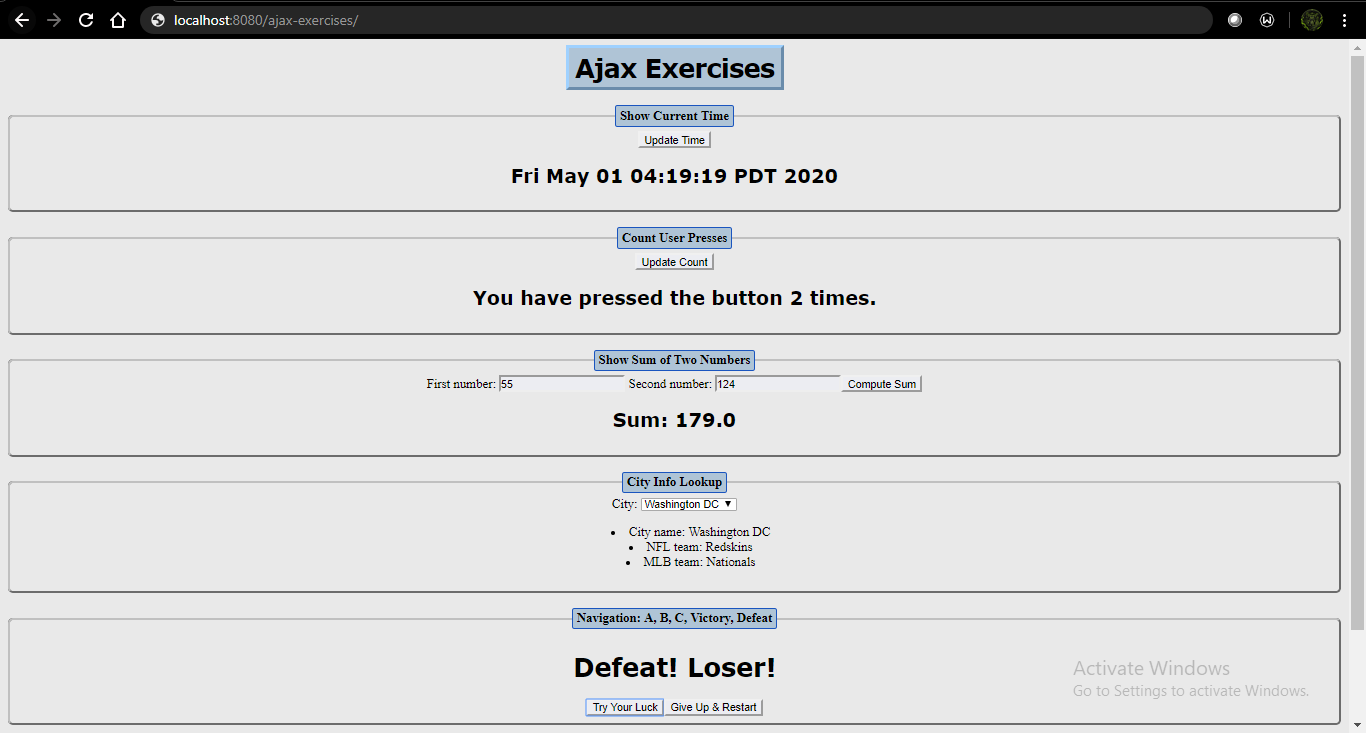 localhost:8080/ajax-exercises/
Ajax Exercises
Show Current Time
Update Time
Fri May 01 04:19:19 PDT 2020
Count User Presses
Update Count
You have pressed the button 2 times.
Show Sum of Two Numbers
First number: 55 Second number: 124 Compute Sum
Sum: 179.0
City Info Lookup
City: Washington DC
City name: Washington DC
NFL team: Redskins
MLB team: Nationals
Navigation: A, B, C, Victory, Defeat
Defeat! Loser!
Try Your Luck Give Up & Restart
Activate Windows
Go to Settings to activate Windows.